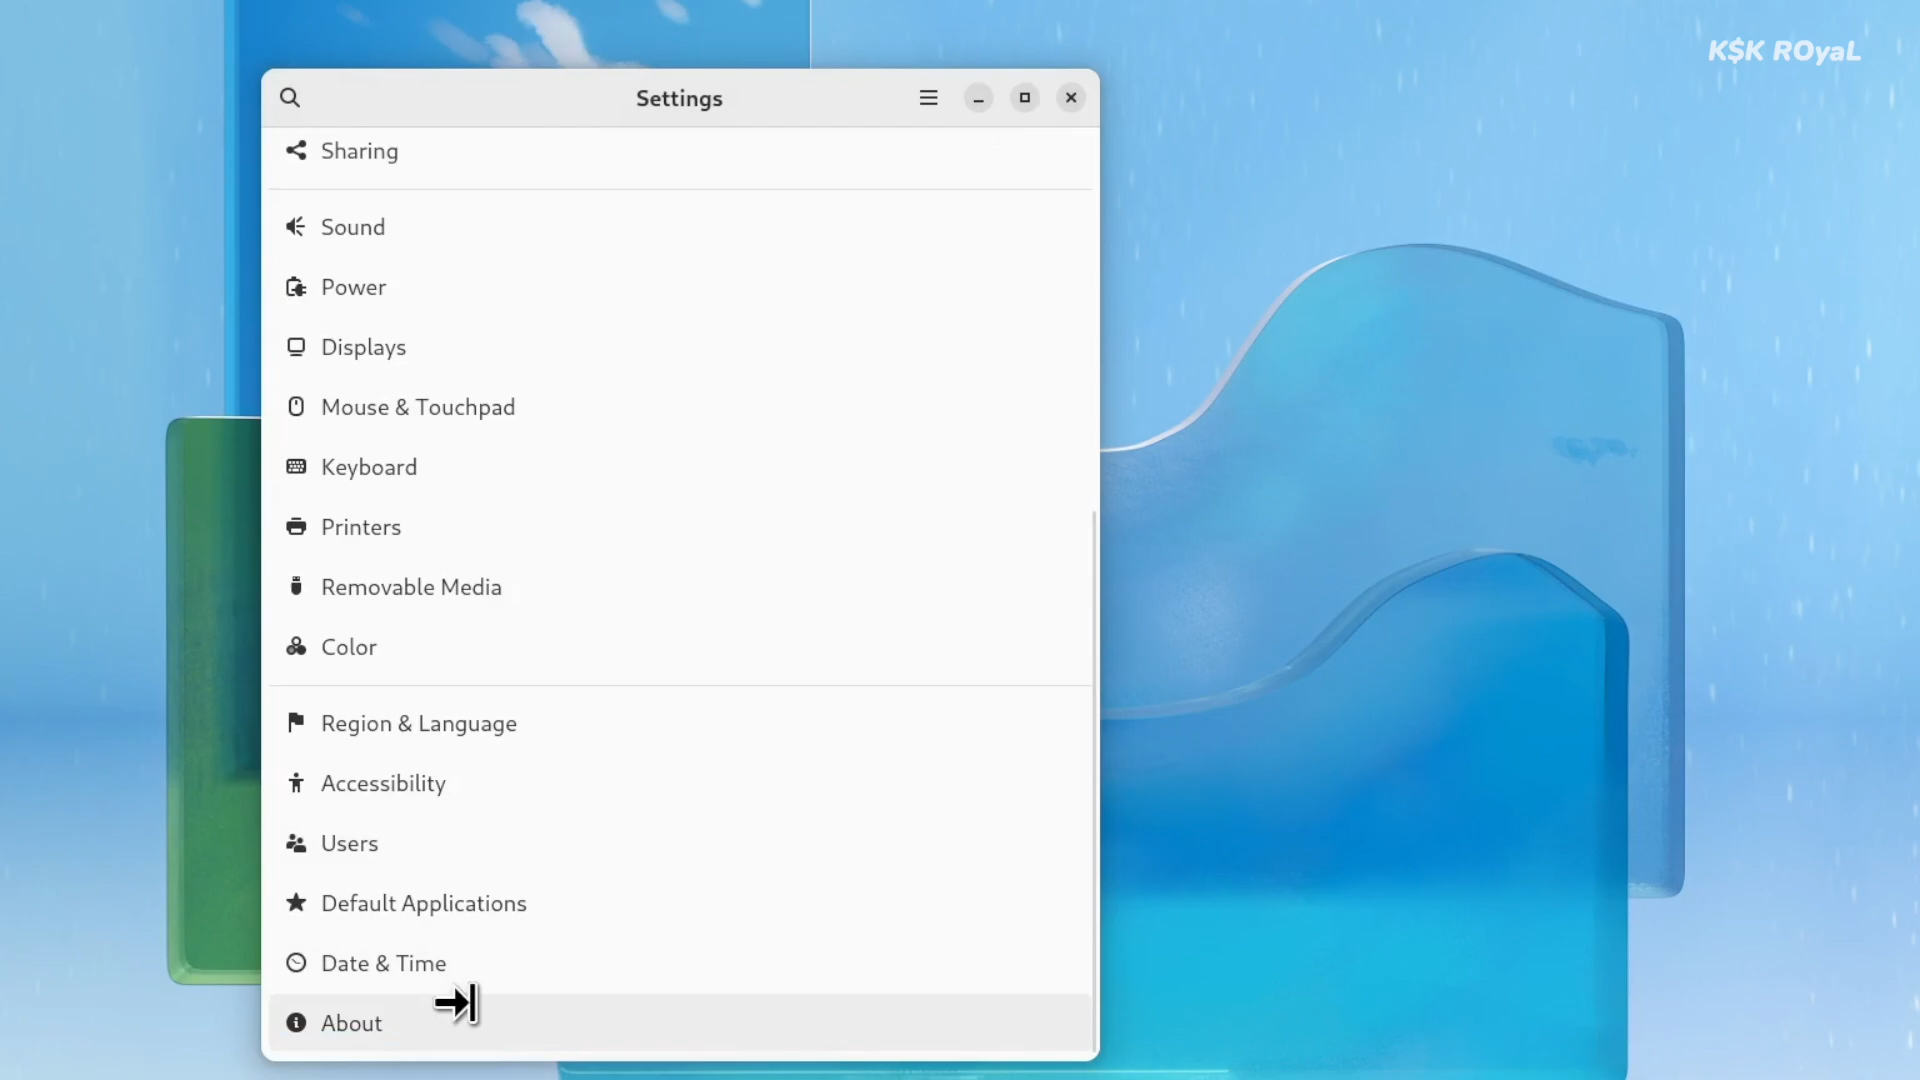 K$K ROyaL
Settings
Sharing
Sound
Power
Displays
Mouse & Touchpad
Keyboard
Printers
Removable Media
Color
Region & Language
Accessibility
Users
Default Applications
Date & Time
About